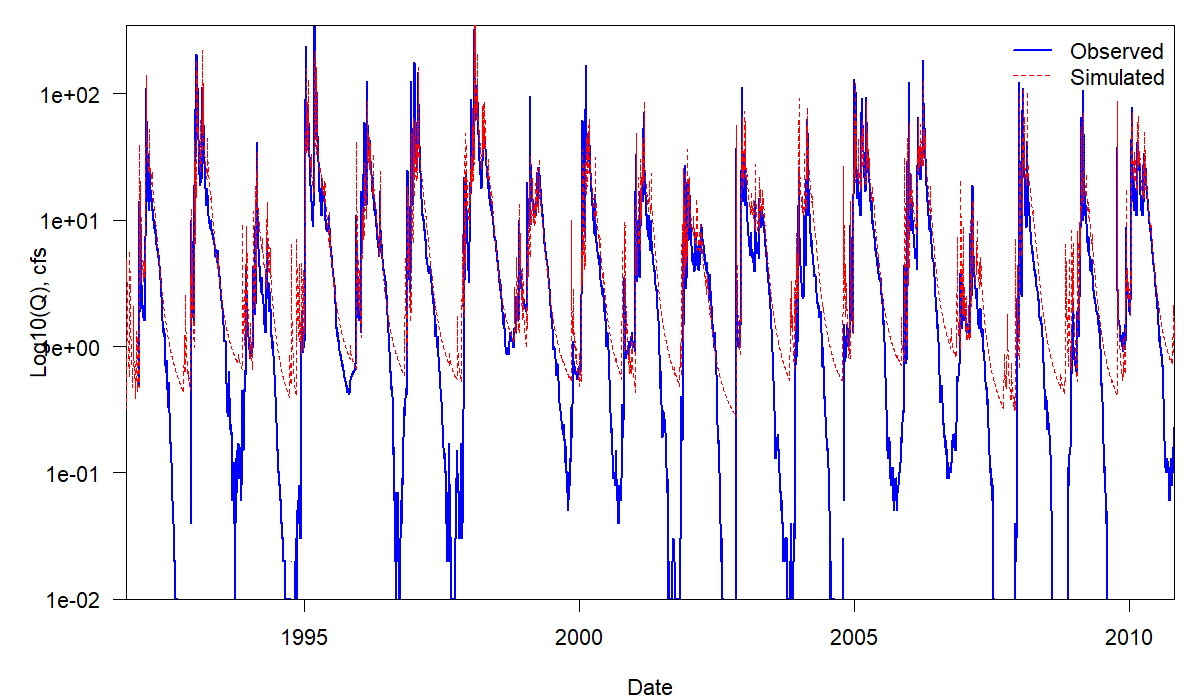 Observed
Simulated
1e+02
1e+01
1e+00
1e-01
1e-02
Log10(Q), cfs
1995
2000
2005
2010
Date